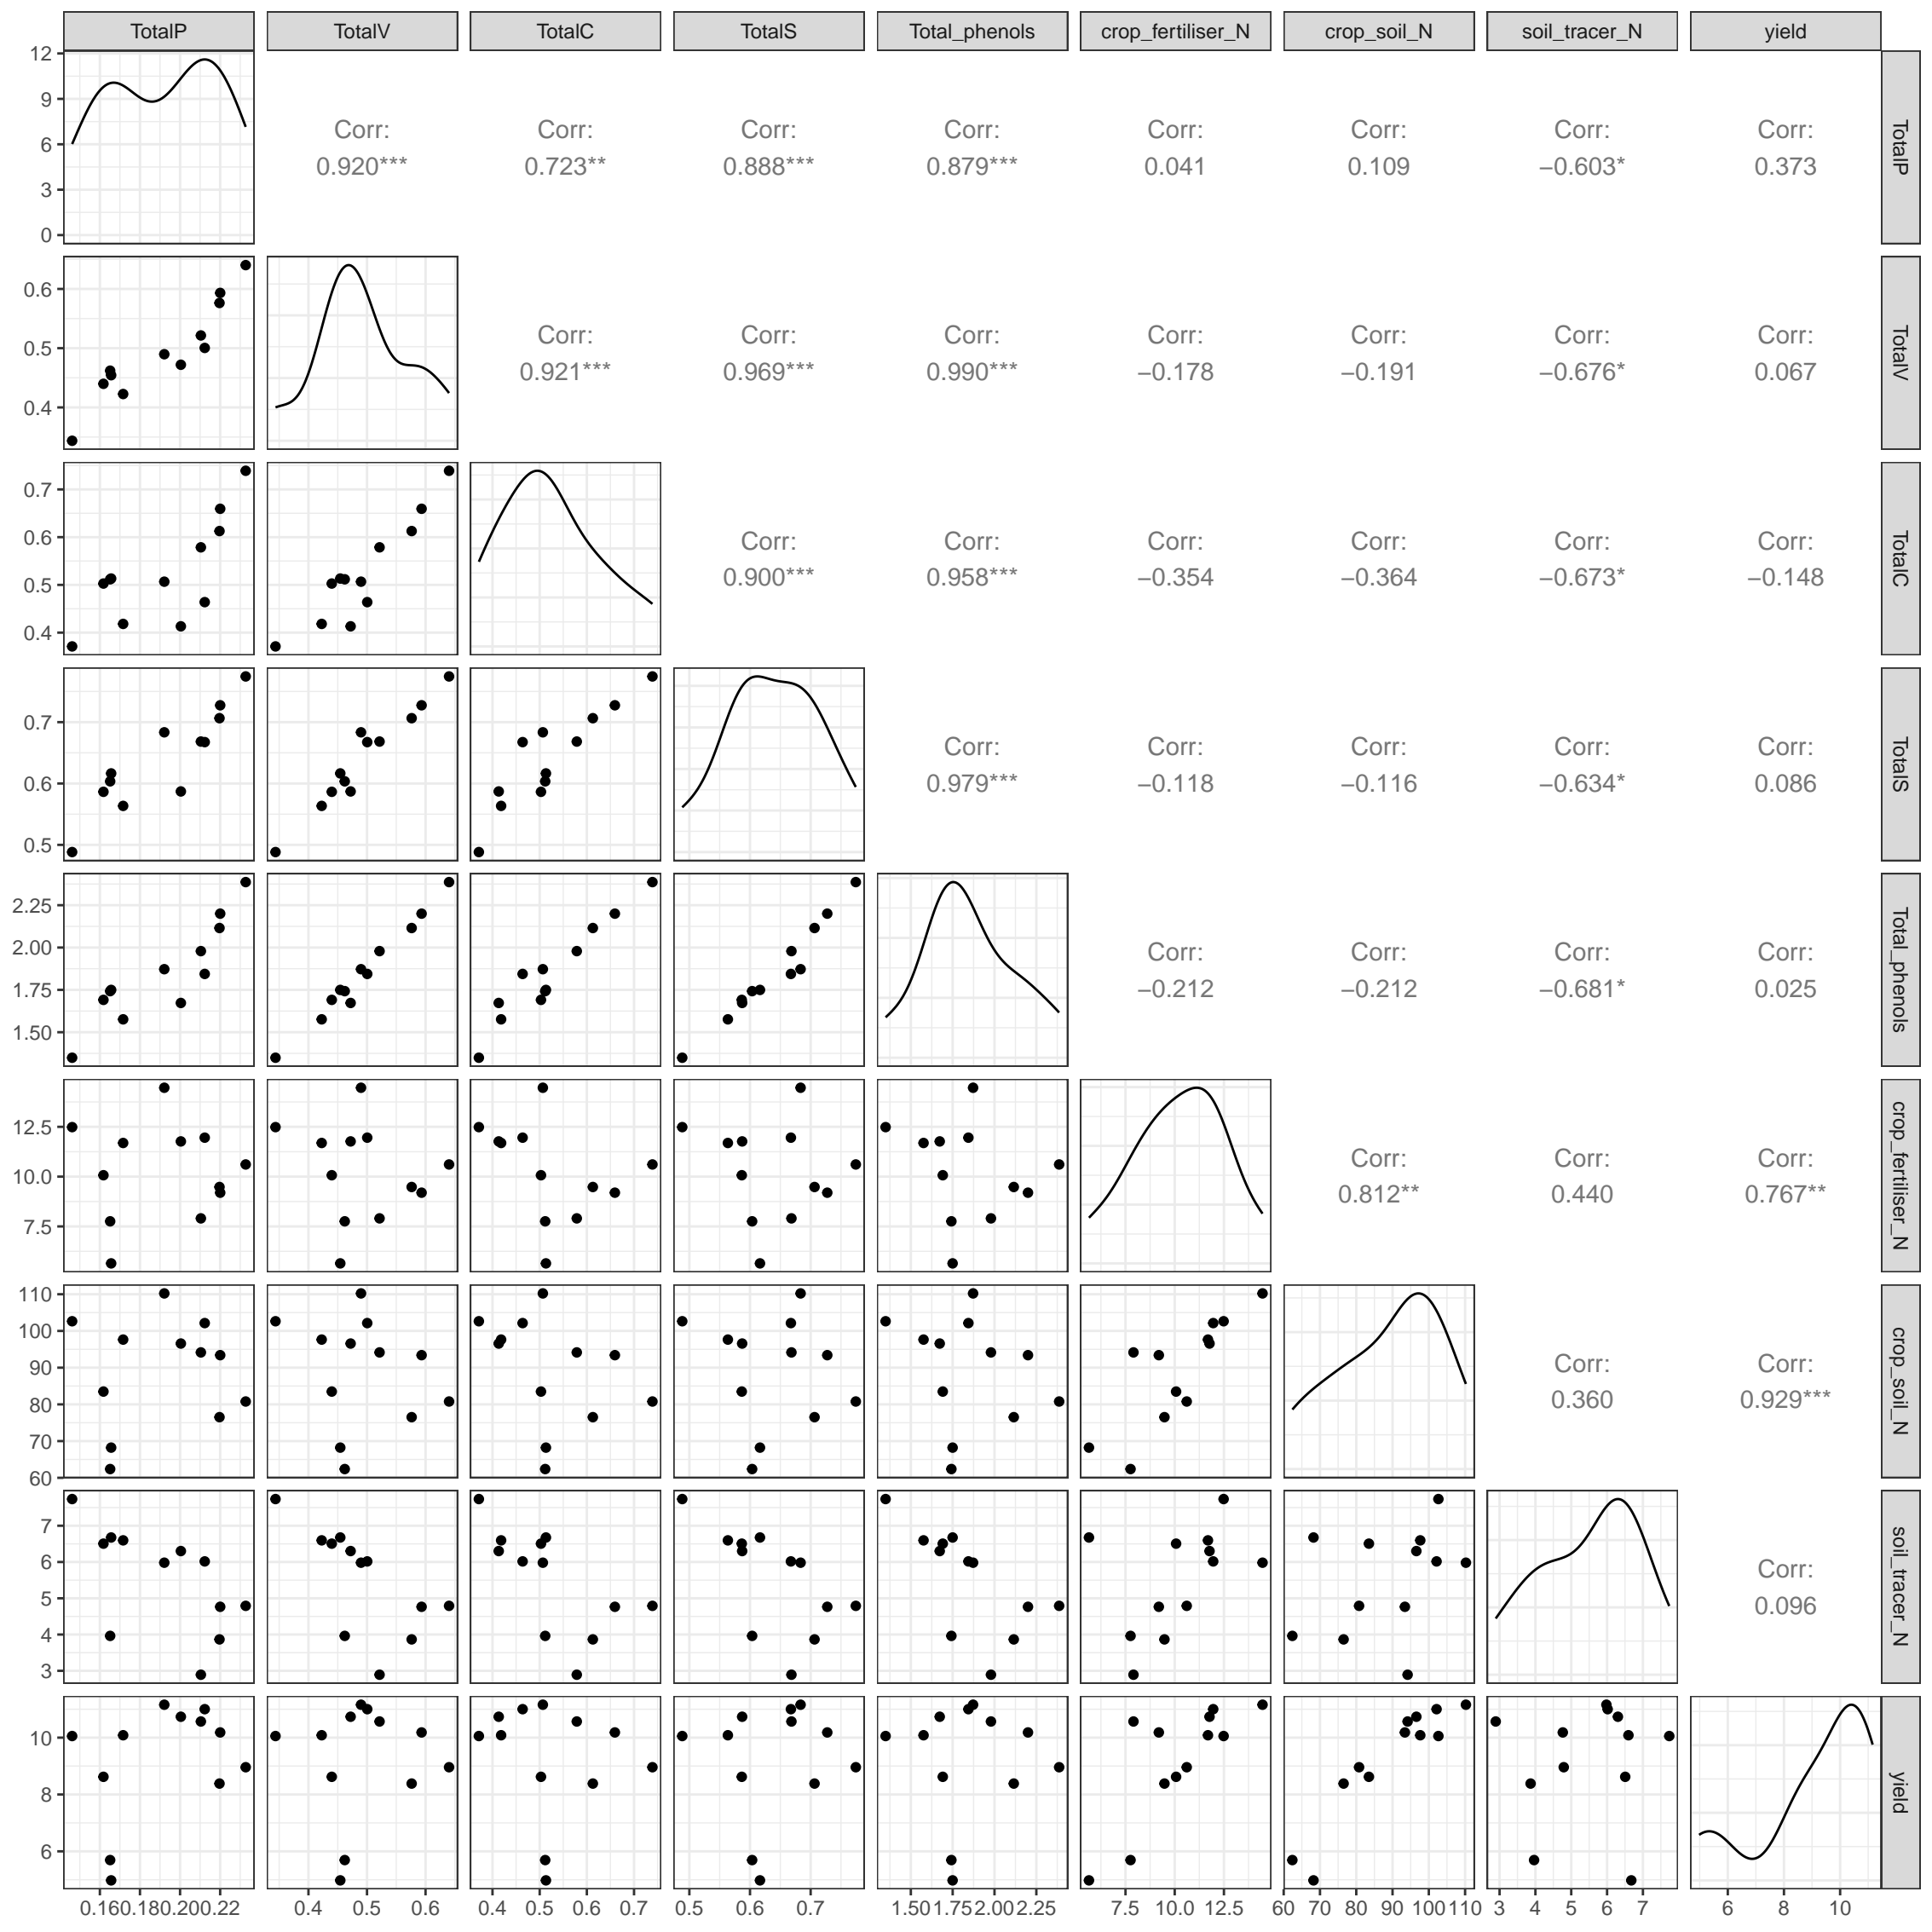 TotalP TotalV TotalC TotalS Total_phenols crop_fertiliser_N crop_soil_N soil_tracer_N yield
12
9
6
3
0
Corr: Corr: Corr: Corr: Corr: Corr: Corr: Corr:
0.920*** 0.723** 0.888*** 0.879*** 0.041 0.109 −0.603* 0.373
TotalP
0.6
0.5
0.4
Corr: Corr: Corr: Corr: Corr: Corr: Corr:
0.921*** 0.969*** 0.990*** −0.178 −0.191 −0.676* 0.067
TotalV
0.7
0.6
0.5
0.4
Corr: Corr: Corr: Corr: Corr: Corr:
0.900*** 0.958*** −0.354 −0.364 −0.673* −0.148
TotalC
0.7
0.6
0.5
Corr: Corr: Corr: Corr: Corr:
0.979*** −0.118 −0.116 −0.634* 0.086
TotalS
2.25
2.00
1.75
1.50
Corr: Corr: Corr: Corr:
−0.212 −0.212 −0.681* 0.025
Total_phenols
12.5
10.0
7.5
Corr: Corr: Corr:
0.812** 0.440 0.767**
crop_fertiliser_N
110
100
90
80
70
60
Corr: Corr:
0.360 0.929***
crop_soil_N
7
6
5
4
3
Corr:
0.096
soil_tracer_N
10
8
6
yield
0.160.180.200.22 0.4 0.5 0.6 0.4 0.5 0.6 0.7 0.5 0.6 0.7 1.501.752.002.25 7.5 10.0 12.5 60 70 80 90 100 110 3 4 5 6 7 6 8 10